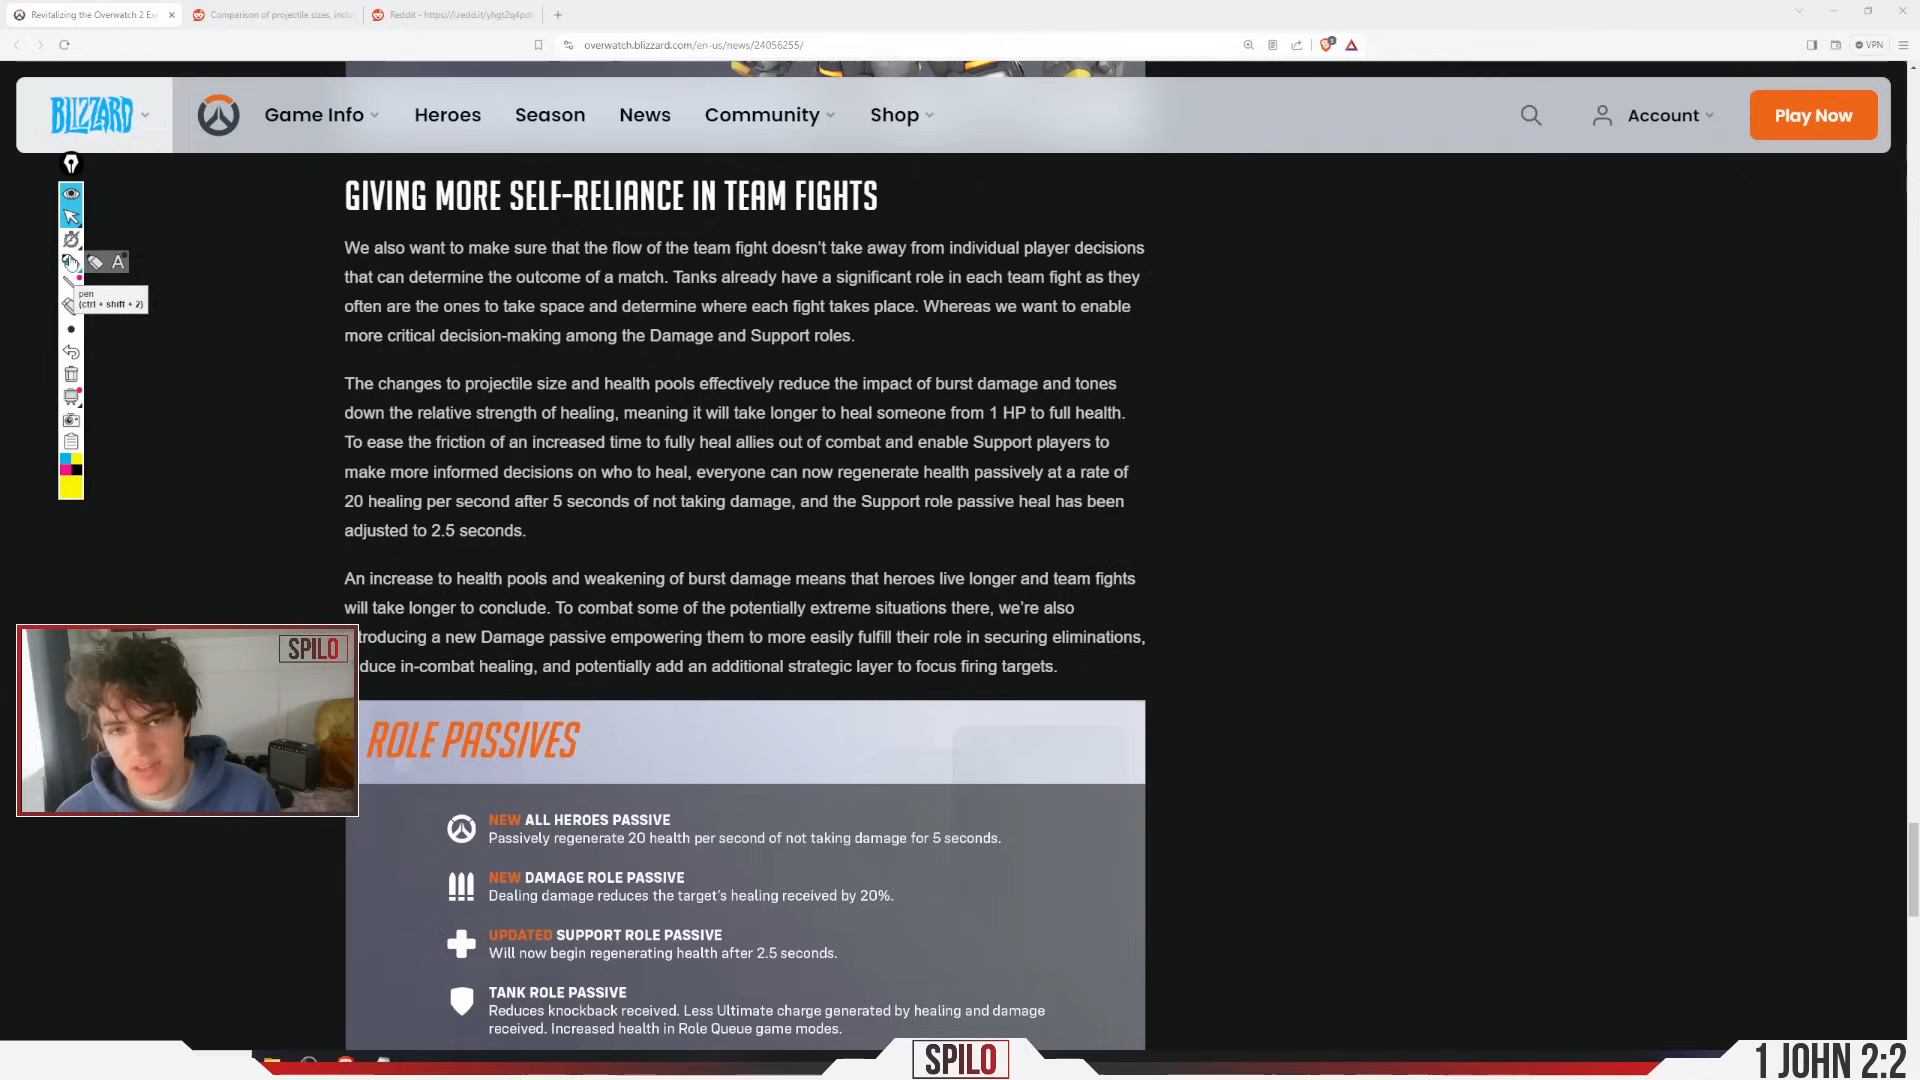 Revitalizing the Overwatch 2 Ex
Comparison of projectile sizes, inclu
Reddit - https://i.redd.it/yhgt2q4pdf
overwatch.blizzard.com/en-us/news/24056255/
VPN
BLIZZARD
Game Info
Heroes
Season
News
Community
Shop
Account
Play Now
A
pen
(ctrl + shift + 2)
GIVING MORE SELF-RELIANCE IN TEAM FIGHTS
We also want to make sure that the flow of the team fight doesn’t take away from individual player decisions
that can determine the outcome of a match. Tanks already have a significant role in each team fight as they
often are the ones to take space and determine where each fight takes place. Whereas we want to enable
more critical decision-making among the Damage and Support roles.
The changes to projectile size and health pools effectively reduce the impact of burst damage and tones
down the relative strength of healing, meaning it will take longer to heal someone from 1 HP to full health.
To ease the friction of an increased time to fully heal allies out of combat and enable Support players to
make more informed decisions on who to heal, everyone can now regenerate health passively at a rate of
20 healing per second after 5 seconds of not taking damage, and the Support role passive heal has been
adjusted to 2.5 seconds.
An increase to health pools and weakening of burst damage means that heroes live longer and team fights
will take longer to conclude. To combat some of the potentially extreme situations there, we’re also
troducing a new Damage passive empowering them to more easily fulfill their role in securing eliminations,
duce in-combat healing, and potentially add an additional strategic layer to focus firing targets.
SPILO
ROLE PASSIVES
NEW ALL HEROES PASSIVE
Passively regenerate 20 health per second of not taking damage for 5 seconds.
NEW DAMAGE ROLE PASSIVE
Dealing damage reduces the target's healing received by 20%.
UPDATED SUPPORT ROLE PASSIVE
Will now begin regenerating health after 2.5 seconds.
TANK ROLE PASSIVE
Reduces knockback received. Less Ultimate charge generated by healing and damage
received. Increased health in Role Queue game modes.
SPILO
1 JOHN 2:2